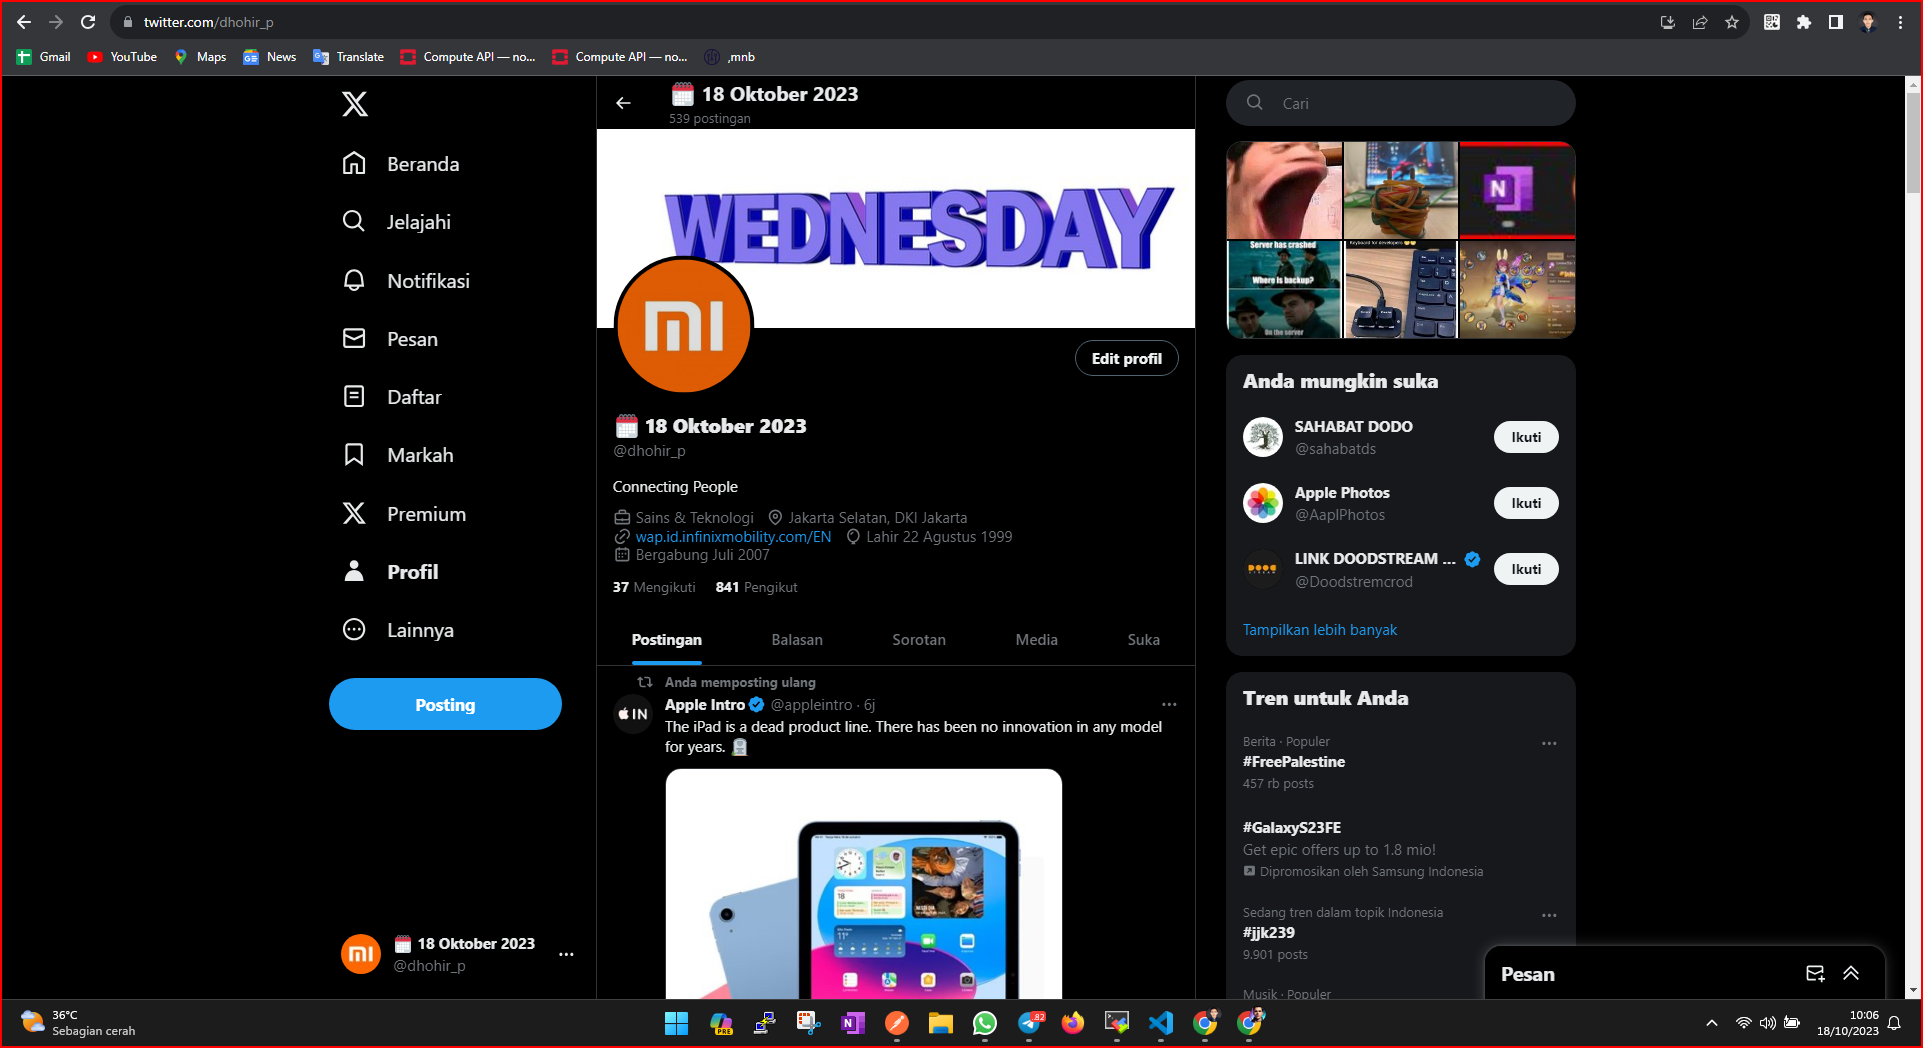 twitter.com/dhohir_p
Gmail
YouTube
Maps
News
Translate
Compute API — no...
Compute API — no...
,mnb
Beranda
Jelajahi
Notifikasi
Pesan
Daftar
Markah
Premium
Profil
Lainnya
Posting
18 Oktober 2023
@dhohir_p
18 Oktober 2023
539 postingan
WEDNESDAY
Edit profil
18 Oktober 2023
@dhohir_p
Connecting People
Sains & Teknologi Jakarta Selatan, DKI Jakarta
wap.id.infinixmobility.com/EN Lahir 22 Agustus 1999
Bergabung Juli 2007
37 Mengikuti 841 Pengikut
Postingan Balasan Sorotan Media Suka
Anda memposting ulang
Apple Intro @appleintro · 6j
The iPad is a dead product line. There has been no innovation in any model
for years.
Cari
Server has crashed
Where is backup?
On the server
Keyboard for developers
Anda mungkin suka
SAHABAT DODO
@sahabatds
Ikuti
Apple Photos
@AaplPhotos
Ikuti
LINK DOODSTREAM ...
@Doodstremcrod
Ikuti
Tampilkan lebih banyak
Tren untuk Anda
Berita · Populer
#FreePalestine
457 rb posts
#GalaxyS23FE
Get epic offers up to 1.8 mio!
Dipromosikan oleh Samsung Indonesia
Sedang tren dalam topik Indonesia
#jjk239
9.901 posts
Musik · Populer
Pesan
36°C
Sebagian cerah
PRE
82
10:06
18/10/2023